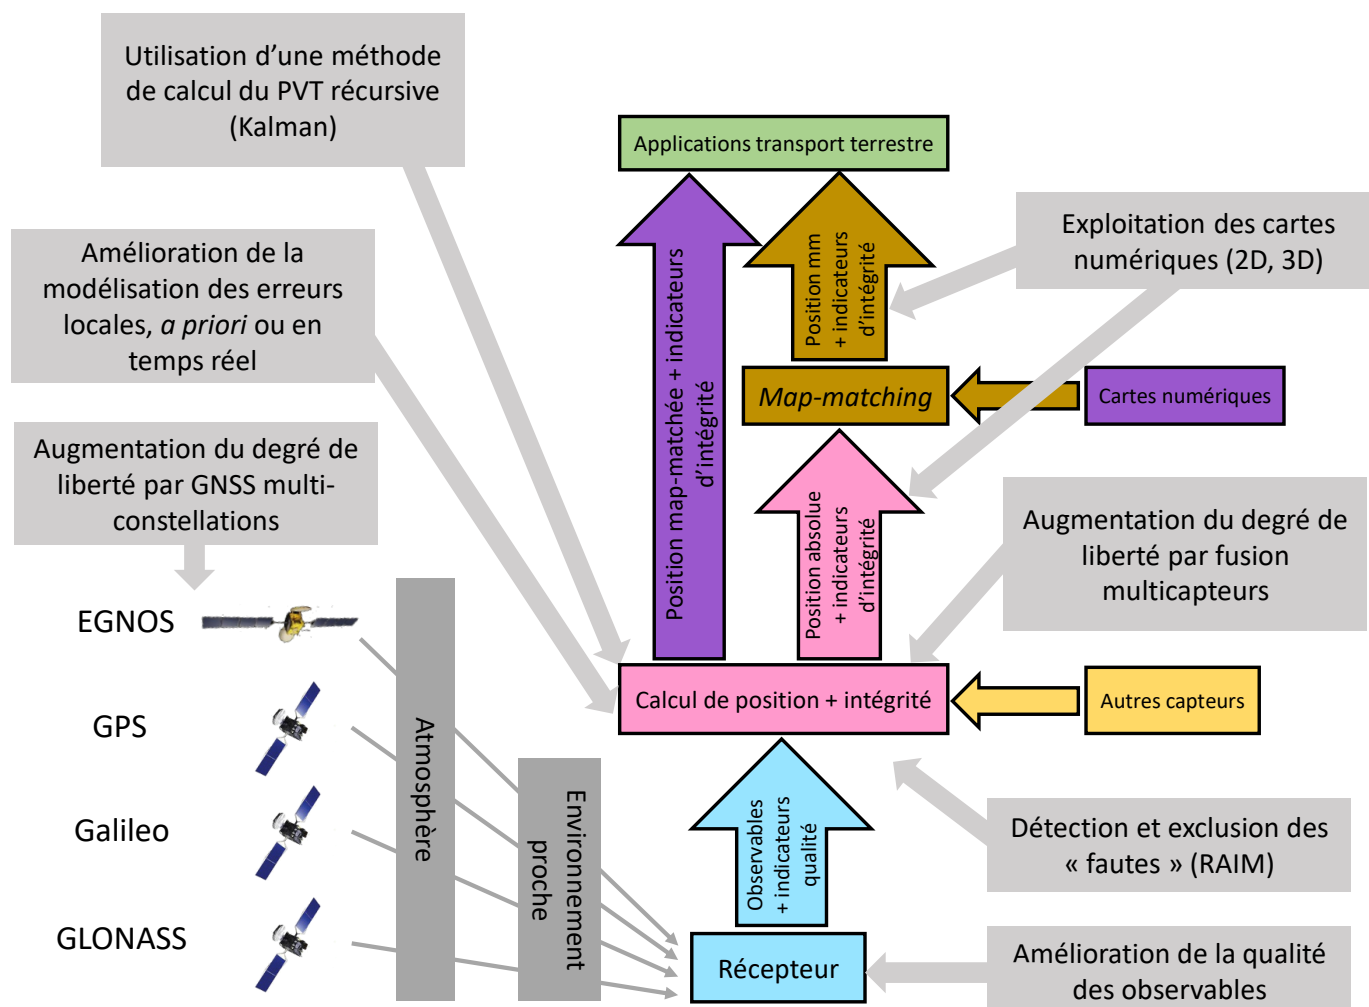 Utilisation d’une méthode
de calcul du PVT récursive
(Kalman)
Applications transport terrestre
Amélioration de la
modélisation des erreurs
locales, a priori ou en
temps réel
Exploitation des cartes
numériques (2D, 3D)
Position map-matchée + indicateurs
d’intégrité
Position mm
+ indicateurs
d’intégrité
Map-matching
Cartes numériques
Augmentation du degré de
liberté par GNSS multi-
constellations
Position absolue
+ indicateurs
d’intégrité
Augmentation du degré de
liberté par fusion
multicapteurs
EGNOS
GPS
Galileo
GLONASS
Atmosphère
Environnement
proche
Calcul de position + intégrité
Autres capteurs
Observables
+ indicateurs
qualité
Détection et exclusion des
« fautes » (RAIM)
Récepteur
Amélioration de la qualité
des observables